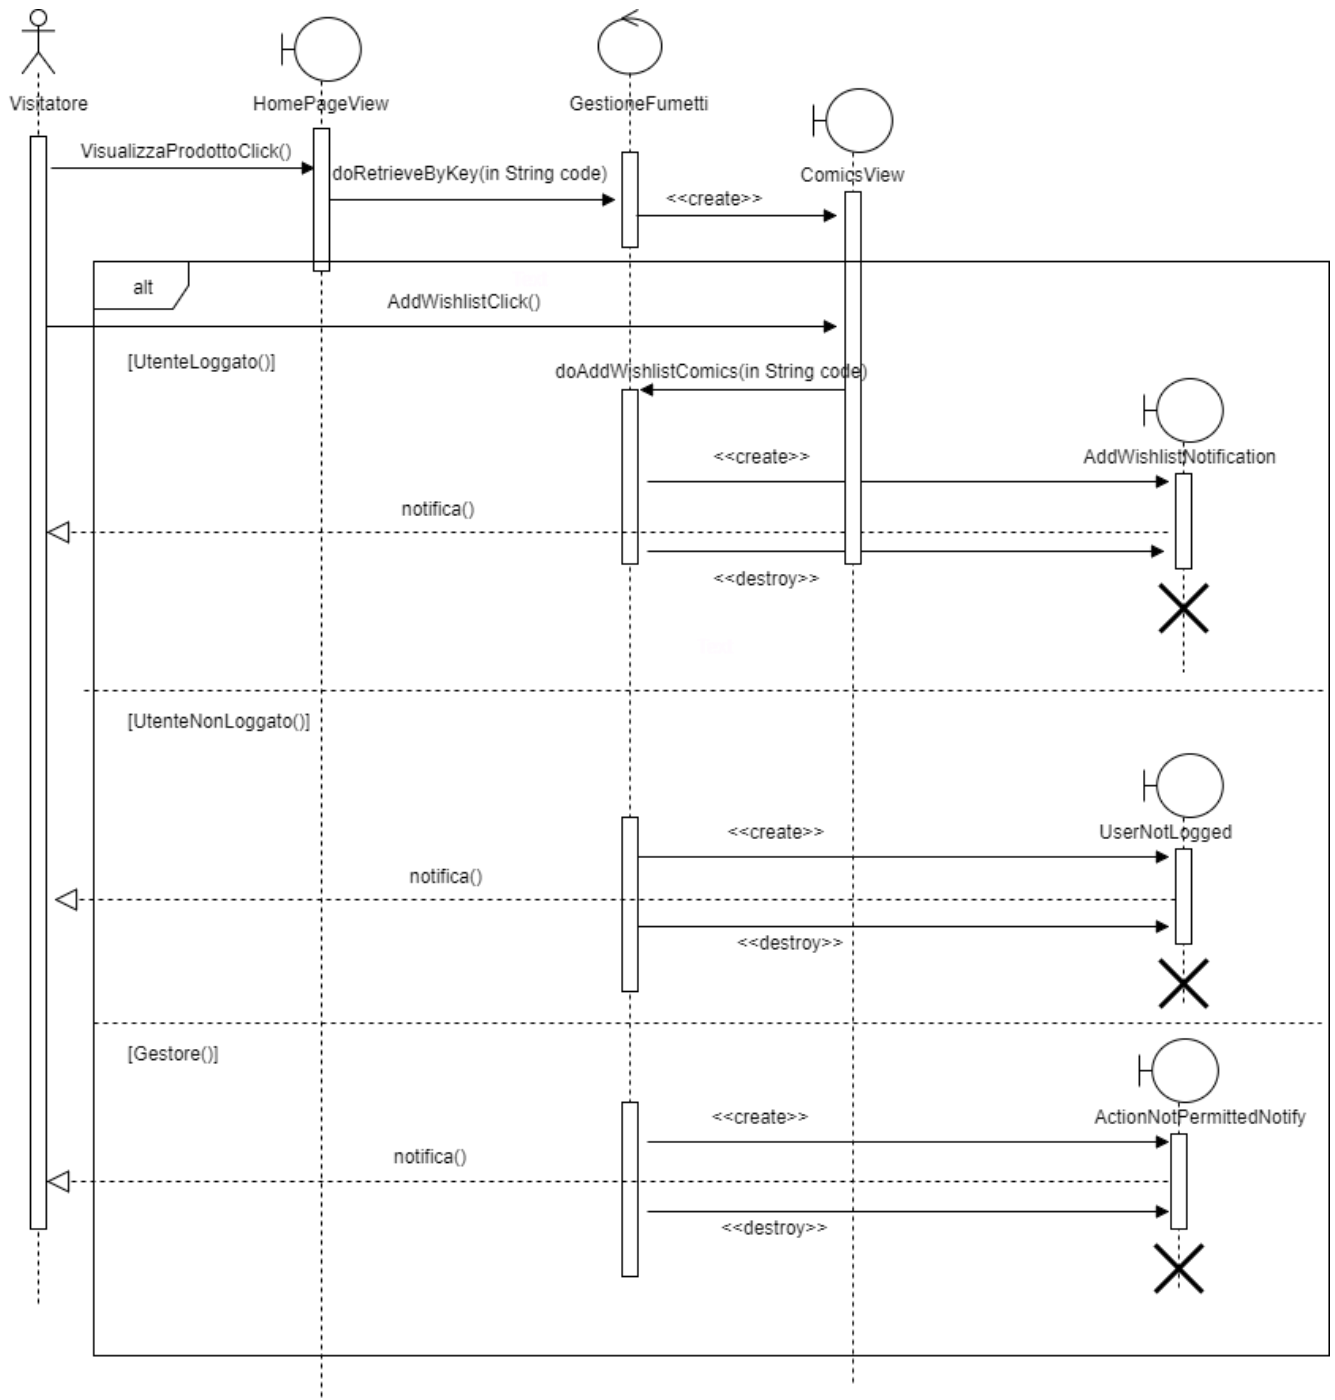 Visitatore
HomePageView
GestioneFumetti
ComicsView
VisualizzaProdottoClick()
doRetrieveByKey(in String code)
<<create>>
alt
AddWishlistClick()
[UtenteLoggato()]
doAddWishlistComics(in String code)
<<create>>
AddWishlistNotification
notifica()
<<destroy>>
[UtenteNonLoggato()]
<<create>>
UserNotLogged
notifica()
<<destroy>>
[Gestore()]
<<create>>
ActionNotPermittedNotify
notifica()
<<destroy>>